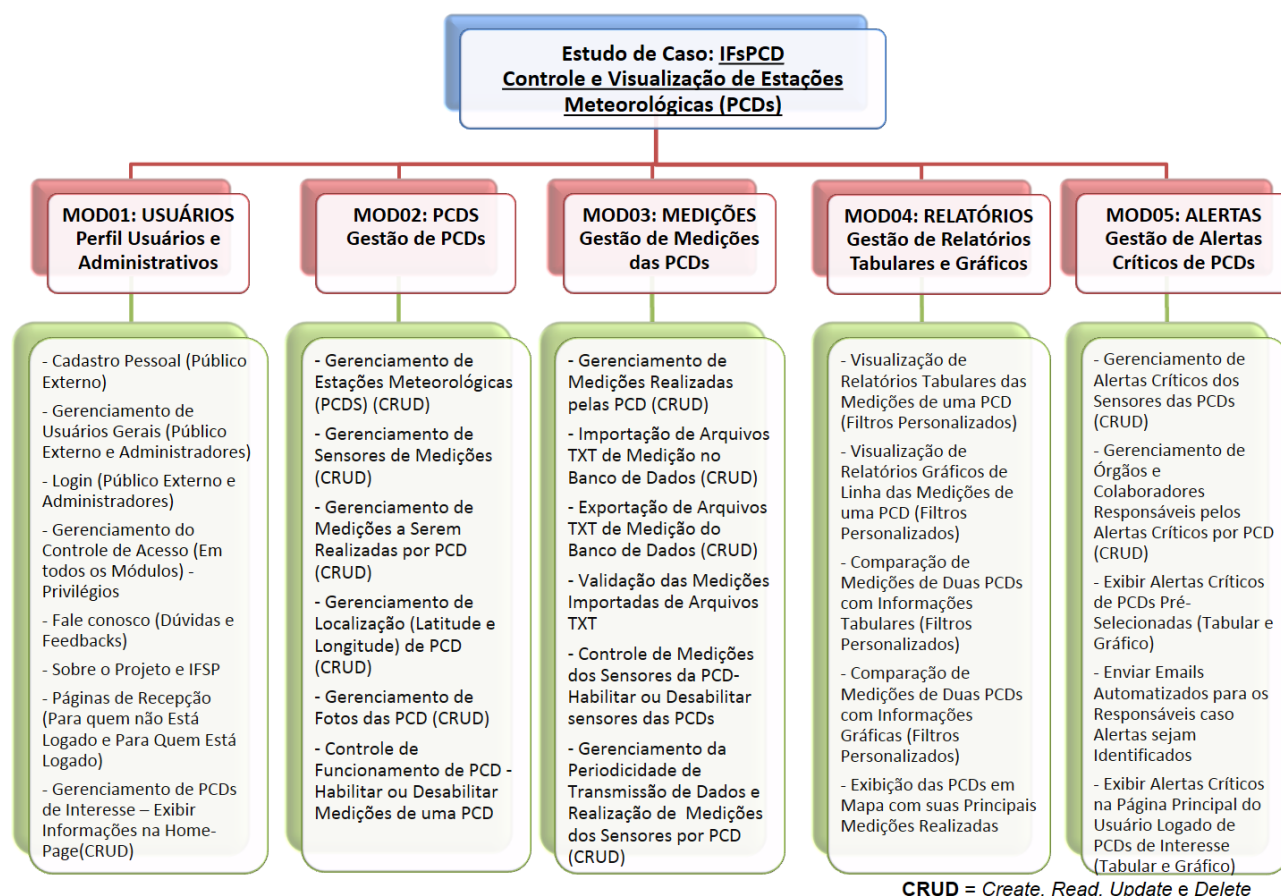 Estudo de Caso: IFsPCD
Controle e Visualização de Estações
Meteorológicas (PCDs)
MOD01: USUÁRIOS
Perfil Usuários e
Administrativos
MOD02: PCDS
Gestão de PCDs
MOD03: MEDIÇÕES
Gestão de Medições
das PCDs
MOD04: RELATÓRIOS
Gestão de Relatórios
Tabulares e Gráficos
MOD05: ALERTAS
Gestão de Alertas
Críticos de PCDs
- Cadastro Pessoal (Público
Externo)
- Gerenciamento de
Usuários Gerais (Público
Externo e Administradores)
- Login (Público Externo e
Administradores)
- Gerenciamento do
Controle de Acesso (Em
todos os Módulos) -
Privilégios
- Fale conosco (Dúvidas e
Feedbacks)
- Sobre o Projeto e IFSP
- Páginas de Recepção
(Para quem não Está
Logado e Para Quem Está
Logado)
- Gerenciamento de PCDs
de Interesse – Exibir
Informações na Home-
Page(CRUD)
- Gerenciamento de
Estações Meteorológicas
(PCDS) (CRUD)
- Gerenciamento de
Sensores de Medições
(CRUD)
- Gerenciamento de
Medições a Serem
Realizadas por PCD
(CRUD)
- Gerenciamento de
Localização (Latitude e
Longitude) de PCD
(CRUD)
- Gerenciamento de
Fotos das PCD (CRUD)
- Controle de
Funcionamento de PCD -
Habilitar ou Desabilitar
Medições de uma PCD
- Gerenciamento de
Medições Realizadas
pelas PCD (CRUD)
- Importação de Arquivos
TXT de Medição no
Banco de Dados (CRUD)
- Exportação de Arquivos
TXT de Medição do
Banco de Dados (CRUD)
- Validação das Medições
Importadas de Arquivos
TXT
- Controle de Medições
dos Sensores da PCD-
Habilitar ou Desabilitar
sensores das PCDs
- Gerenciamento da
Periodicidade de
Transmissão de Dados e
Realização de Medições
dos Sensores por PCD
(CRUD)
- Visualização de
Relatórios Tabulares das
Medições de uma PCD
(Filtros Personalizados)
- Visualização de
Relatórios Gráficos de
Linha das Medições de
uma PCD (Filtros
Personalizados)
- Comparação de
Medições de Duas PCDs
com Informações
Tabulares (Filtros
Personalizados)
- Comparação de
Medições de Duas PCDs
com Informações
Gráficas (Filtros
Personalizados)
- Exibição das PCDs em
Mapa com suas Principais
Medições Realizadas
- Gerenciamento de
Alertas Críticos dos
Sensores das PCDs
(CRUD)
- Gerenciamento de
Órgãos e
Colaboradores
Responsáveis pelos
Alertas Críticos por PCD
(CRUD)
- Exibir Alertas Críticos
de PCDs Pré-
Selecionadas (Tabular e
Gráfico)
- Enviar Emails
Automatizados para os
Responsáveis caso
Alertas sejam
Identificados
- Exibir Alertas Críticos
na Página Principal do
Usuário Logado de
PCDs de Interesse
(Tabular e Gráfico)
CRUD = Create, Read, Update e Delete